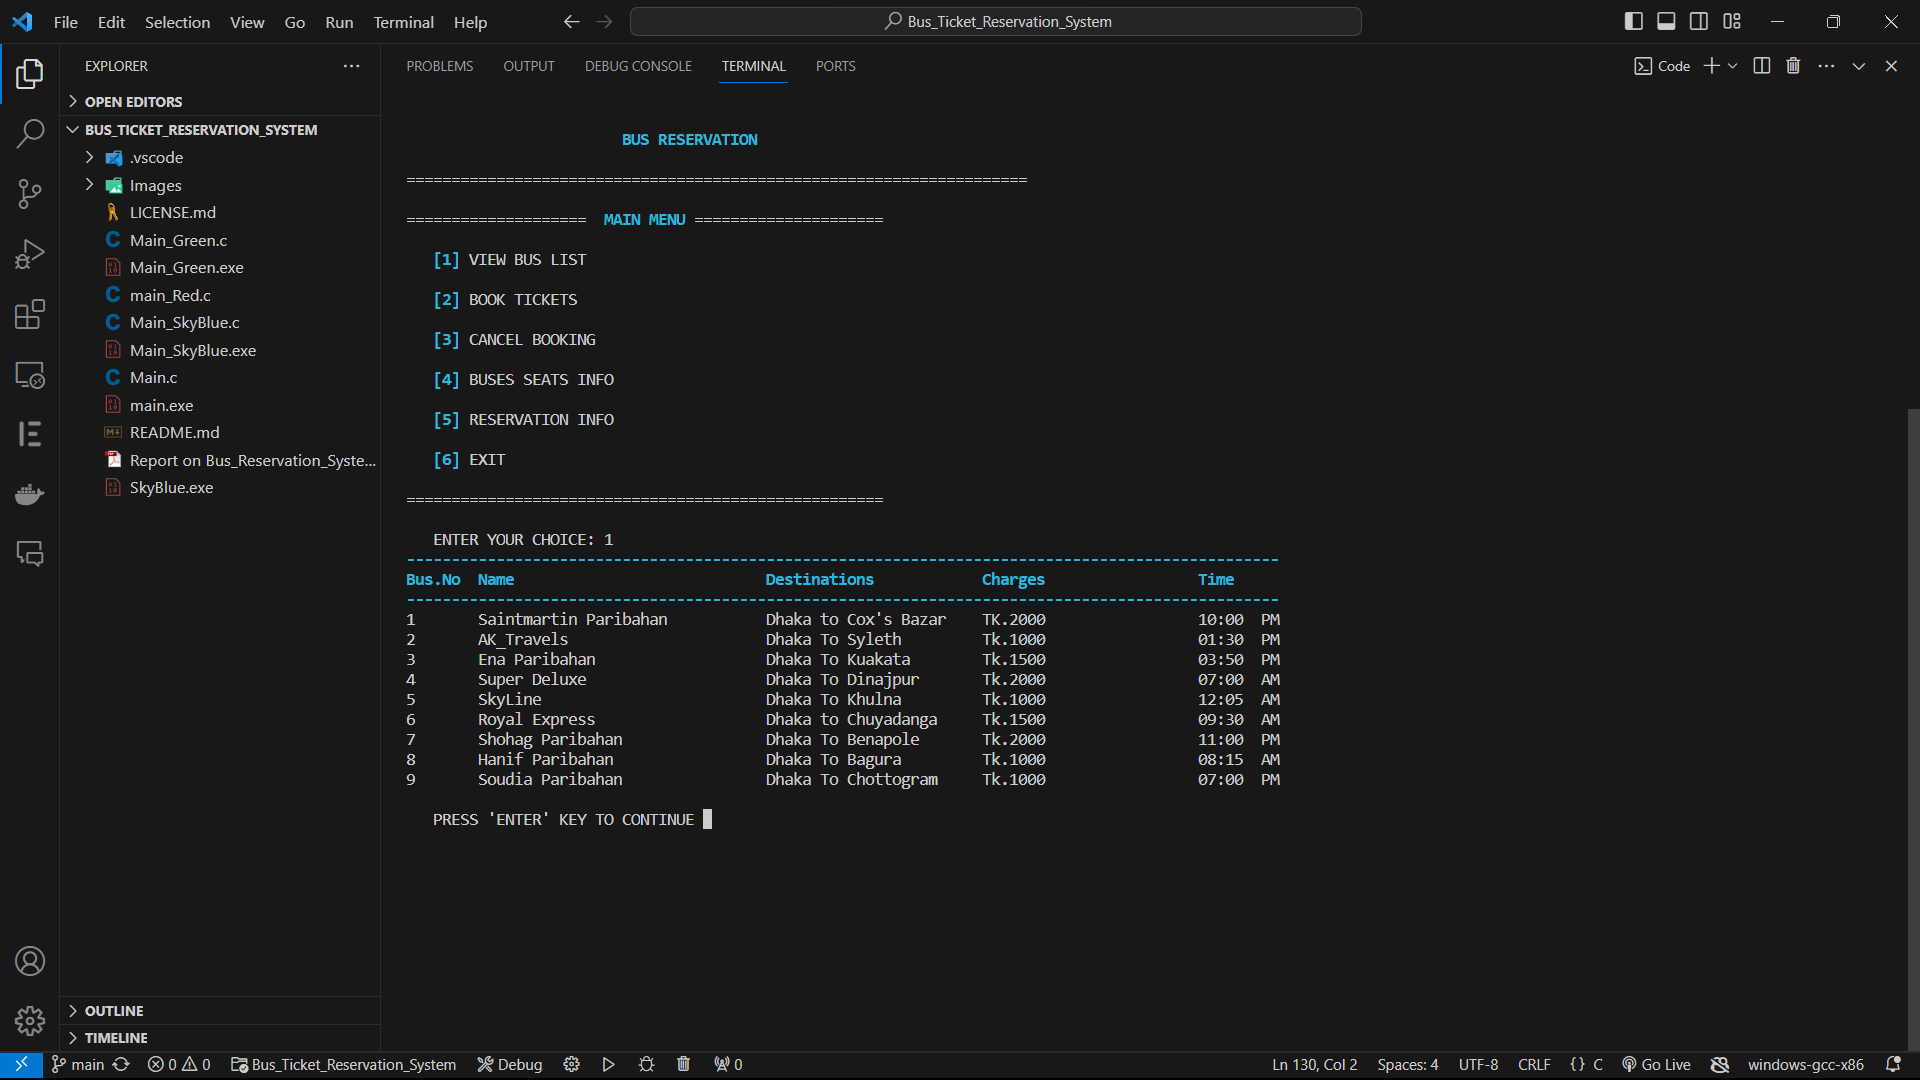 File Edit Selection View Go Run Terminal Help
Bus_Ticket_Reservation_System
EXPLORER
OPEN EDITORS
BUS_TICKET_RESERVATION_SYSTEM
.vscode
Images
LICENSE.md
Main_Green.c
Main_Green.exe
main_Red.c
Main_SkyBlue.c
Main_SkyBlue.exe
Main.c
main.exe
README.md
Report on Bus_Reservation_Syste...
SkyBlue.exe
OUTLINE
TIMELINE
PROBLEMS OUTPUT DEBUG CONSOLE TERMINAL PORTS
Code
BUS RESERVATION
=====================================================================
==================== MAIN MENU =====================
[1] VIEW BUS LIST
[2] BOOK TICKETS
[3] CANCEL BOOKING
[4] BUSES SEATS INFO
[5] RESERVATION INFO
[6] EXIT
=====================================================
ENTER YOUR CHOICE: 1
-------------------------------------------------------------------------------------------------
Bus.No Name Destinations Charges Time
-------------------------------------------------------------------------------------------------
1 Saintmartin Paribahan Dhaka to Cox's Bazar TK.2000 10:00 PM
2 AK_Travels Dhaka To Syleth Tk.1000 01:30 PM
3 Ena Paribahan Dhaka To Kuakata Tk.1500 03:50 PM
4 Super Deluxe Dhaka To Dinajpur Tk.2000 07:00 AM
5 SkyLine Dhaka To Khulna Tk.1000 12:05 AM
6 Royal Express Dhaka to Chuyadanga Tk.1500 09:30 AM
7 Shohag Paribahan Dhaka To Benapole Tk.2000 11:00 PM
8 Hanif Paribahan Dhaka To Bagura Tk.1000 08:15 AM
9 Soudia Paribahan Dhaka To Chottogram Tk.1000 07:00 PM
PRESS 'ENTER' KEY TO CONTINUE
main 0 0 Bus_Ticket_Reservation_System Debug 0 Ln 130, Col 2 Spaces: 4 UTF-8 CRLF {} C Go Live windows-gcc-x86